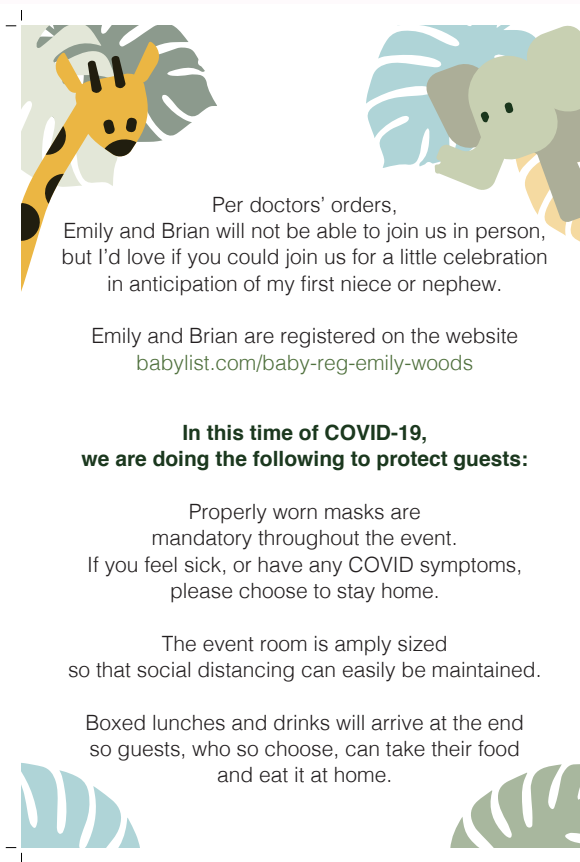 Per doctors’ orders,
Emily and Brian will not be able to join us in person,
but I’d love if you could join us for a little celebration
in anticipation of my first niece or nephew.
Emily and Brian are registered on the website
babylist.com/baby-reg-emily-woods
In this time of COVID-19,
we are doing the following to protect guests:
Properly worn masks are
mandatory throughout the event.
If you feel sick, or have any COVID symptoms,
please choose to stay home.
The event room is amply sized
so that social distancing can easily be maintained.
Boxed lunches and drinks will arrive at the end
so guests, who so choose, can take their food
and eat it at home.